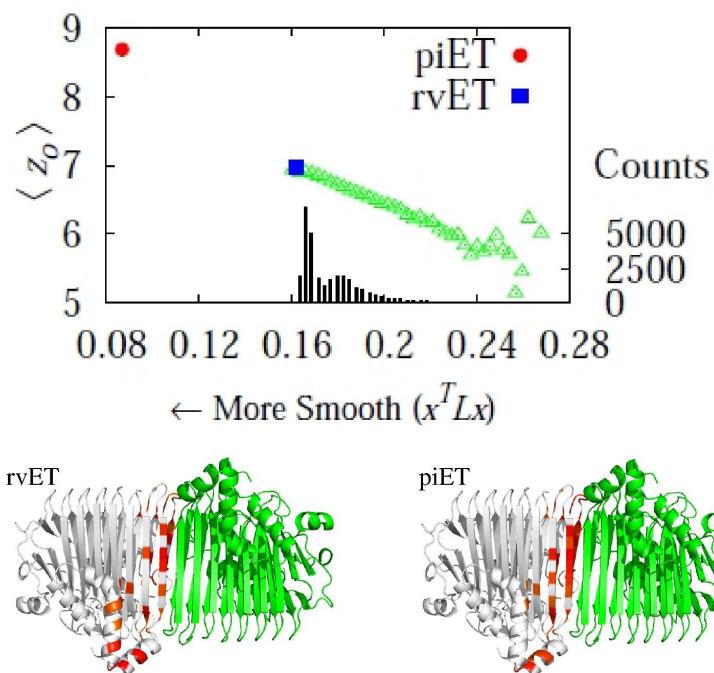 9
8
7
6
5
⟨ z_o ⟩
piET
rvET
Counts
5000
2500
0
0.08 0.12 0.16 0.2 0.24 0.28
← More Smooth (x^T Lx)
rvET
piET